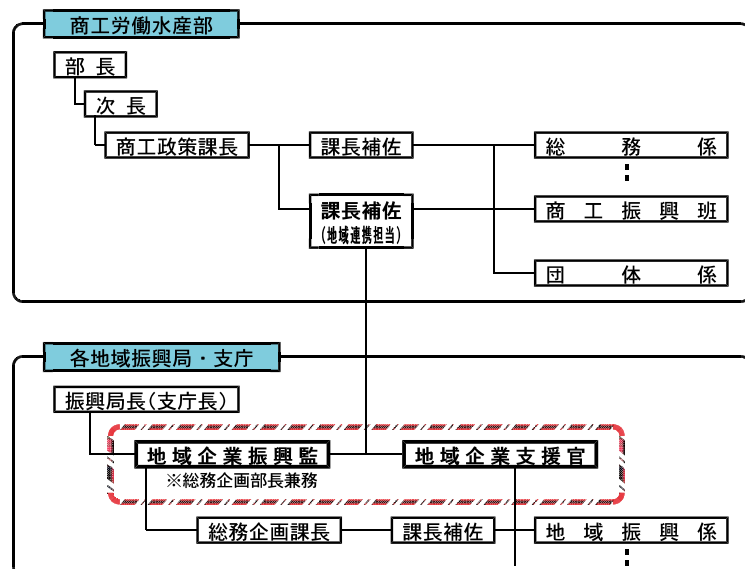 商工労働水産部
部長
次長
商工政策課長
課長補佐
総務係
課長補佐
(地域連携担当)
商工振興班
団体係
各地域振興局・支庁
振興局長(支庁長)
地域企業振興監
地域企業支援官
※総務企画部長兼務
総務企画課長
課長補佐
地域振興係